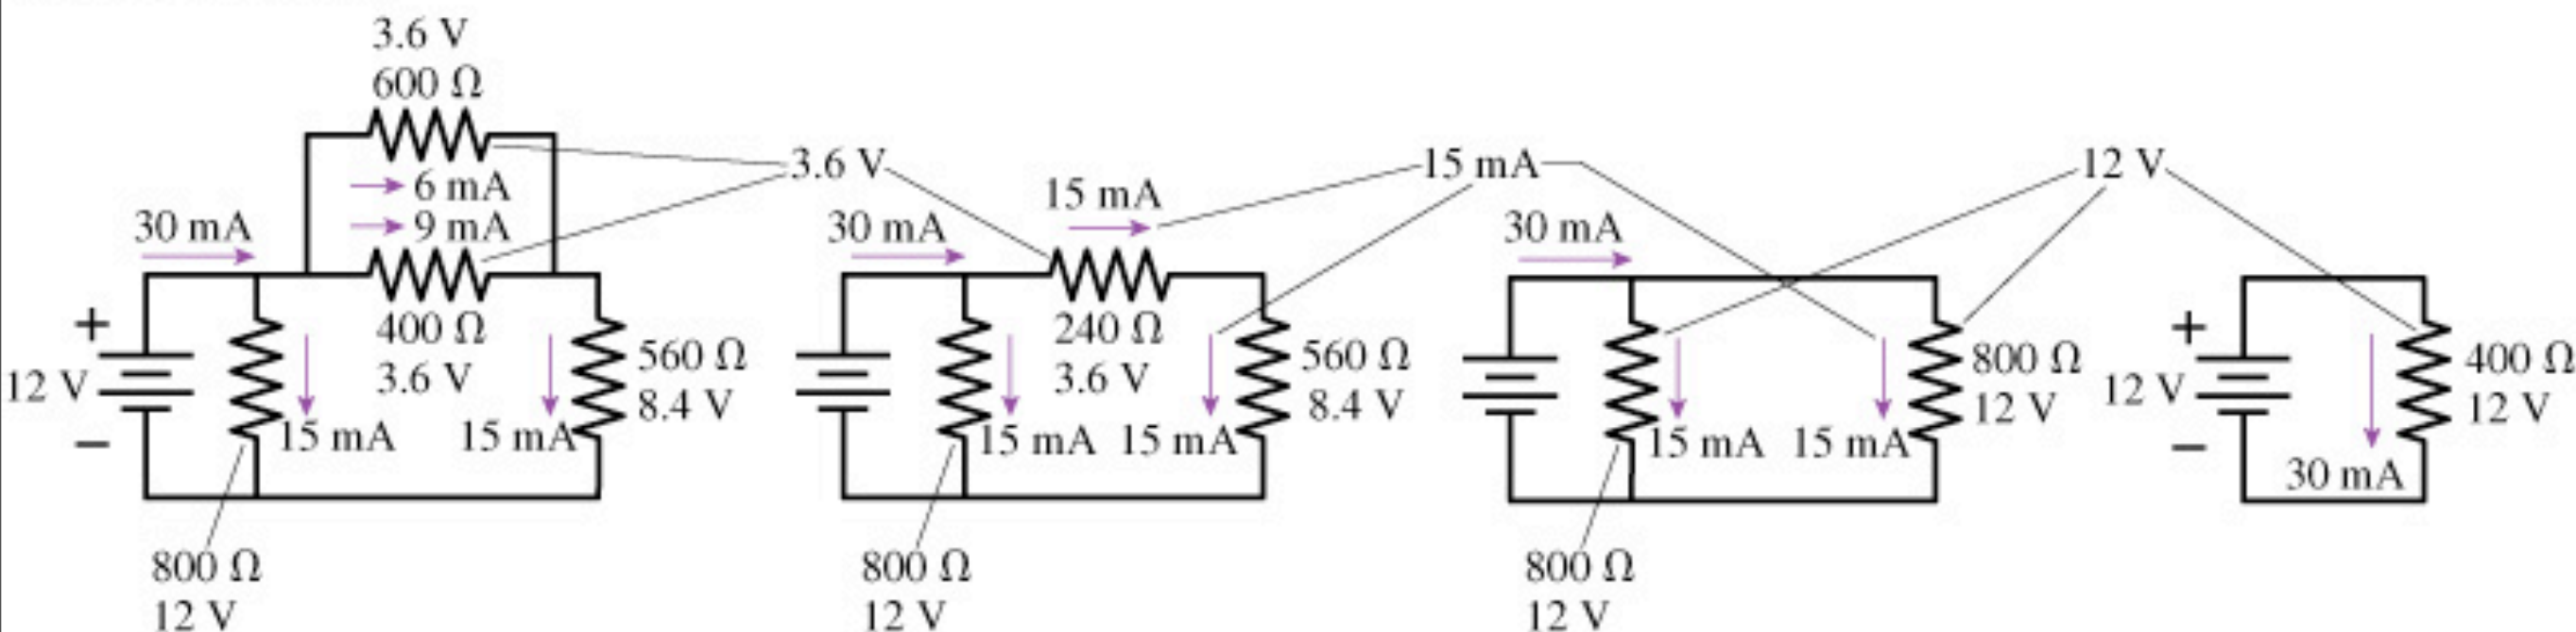 3.6 V
600 Ω
6 mA
9 mA
30 mA
400 Ω
3.6 V
+
12 V
−
15 mA
15 mA
560 Ω
8.4 V
800 Ω
12 V
3.6 V
30 mA
15 mA
240 Ω
3.6 V
15 mA
15 mA
560 Ω
8.4 V
800 Ω
12 V
15 mA
30 mA
15 mA
15 mA
800 Ω
12 V
800 Ω
12 V
12 V
+
12 V
−
30 mA
400 Ω
12 V